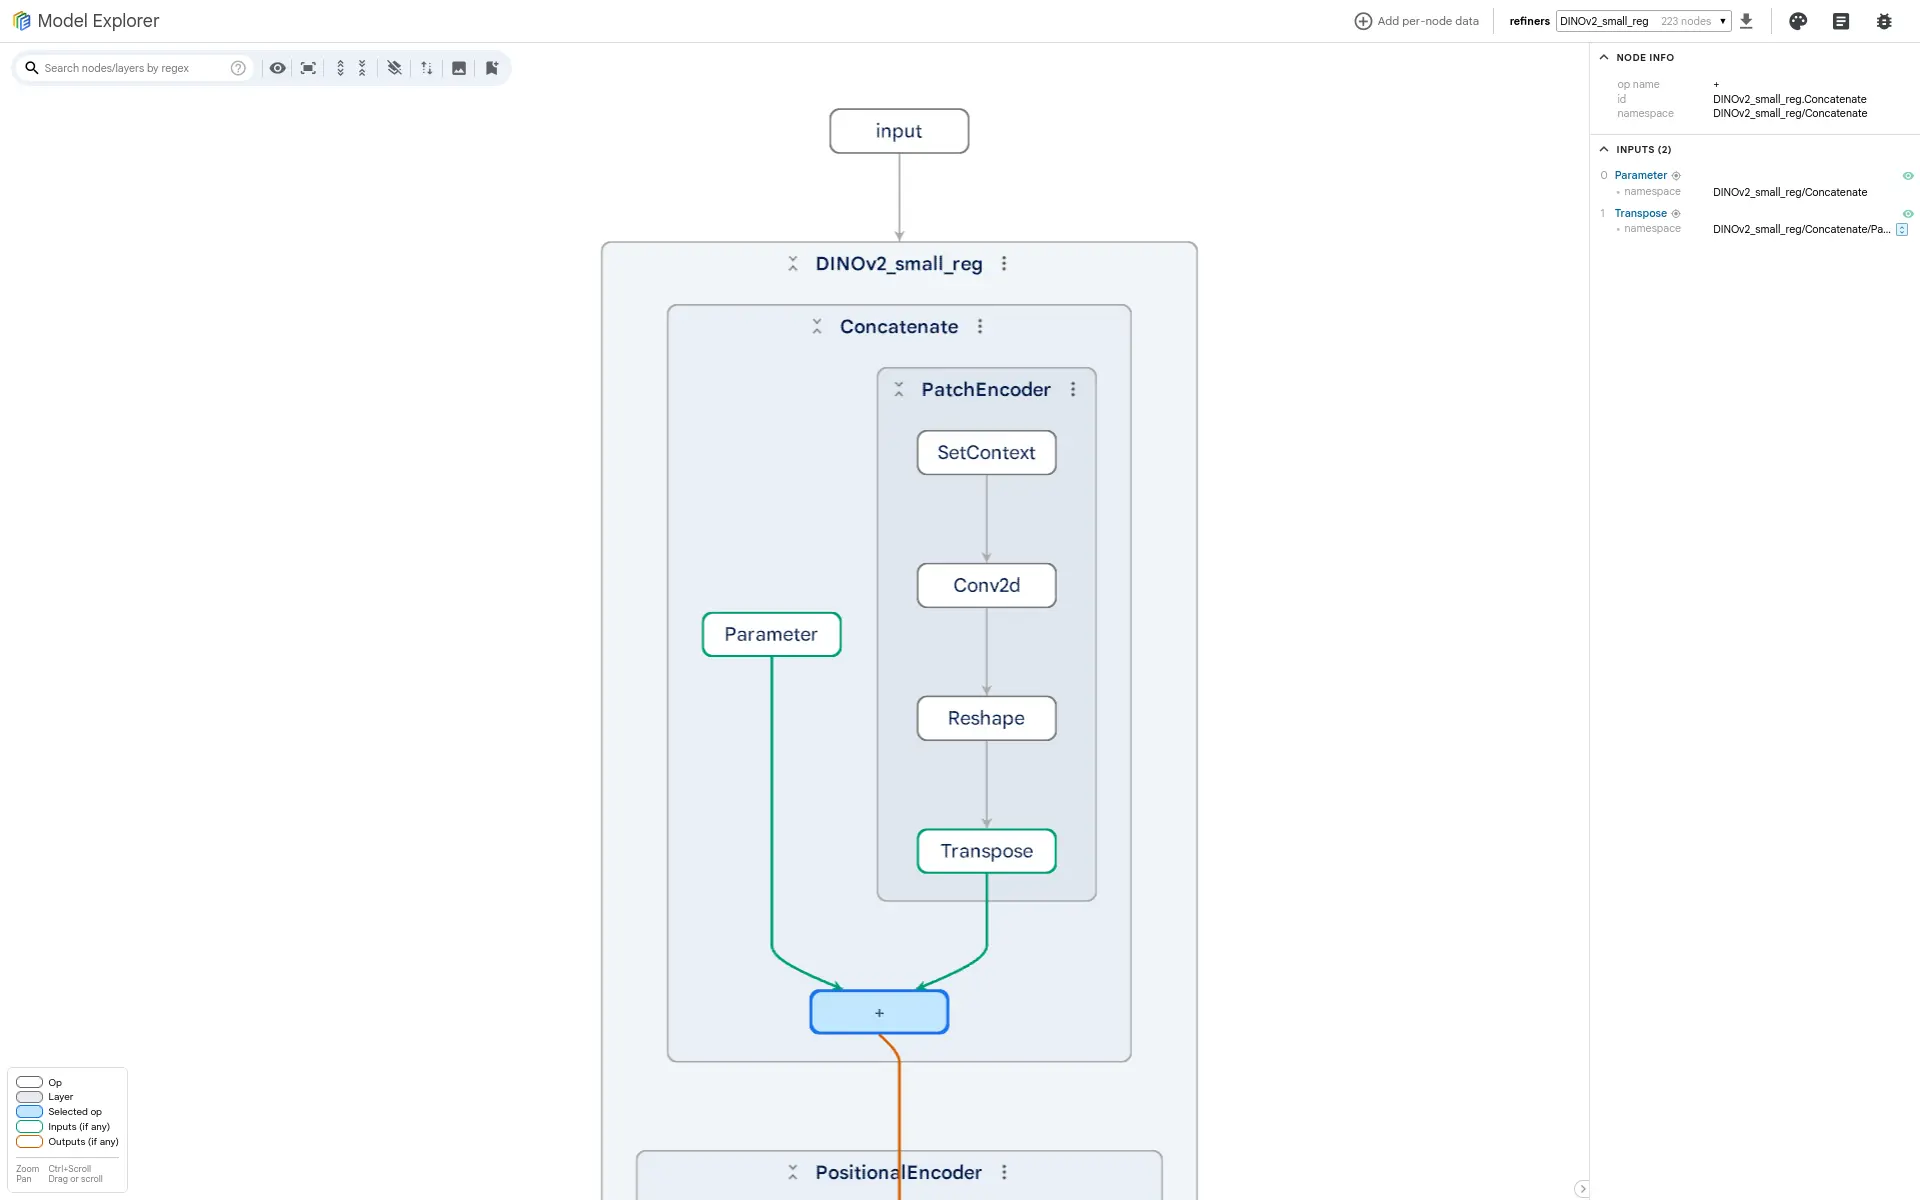 Model Explorer
Add per-node data
refiners
DINOv2_small_reg 223 nodes
Search nodes/layers by regex
input
DINOv2_small_reg
Concatenate
PatchEncoder
SetContext
Conv2d
Parameter
Reshape
Transpose
+
PositionalEncoder
Op
Layer
Selected op
Inputs (if any)
Outputs (if any)
Zoom Ctrl+Scroll
Pan Drag or scroll
NODE INFO
op name +
id DINOv2_small_reg.Concatenate
namespace DINOv2_small_reg/Concatenate
INPUTS (2)
0 Parameter
• namespace DINOv2_small_reg/Concatenate
1 Transpose
• namespace DINOv2_small_reg/Concatenate/Pa...